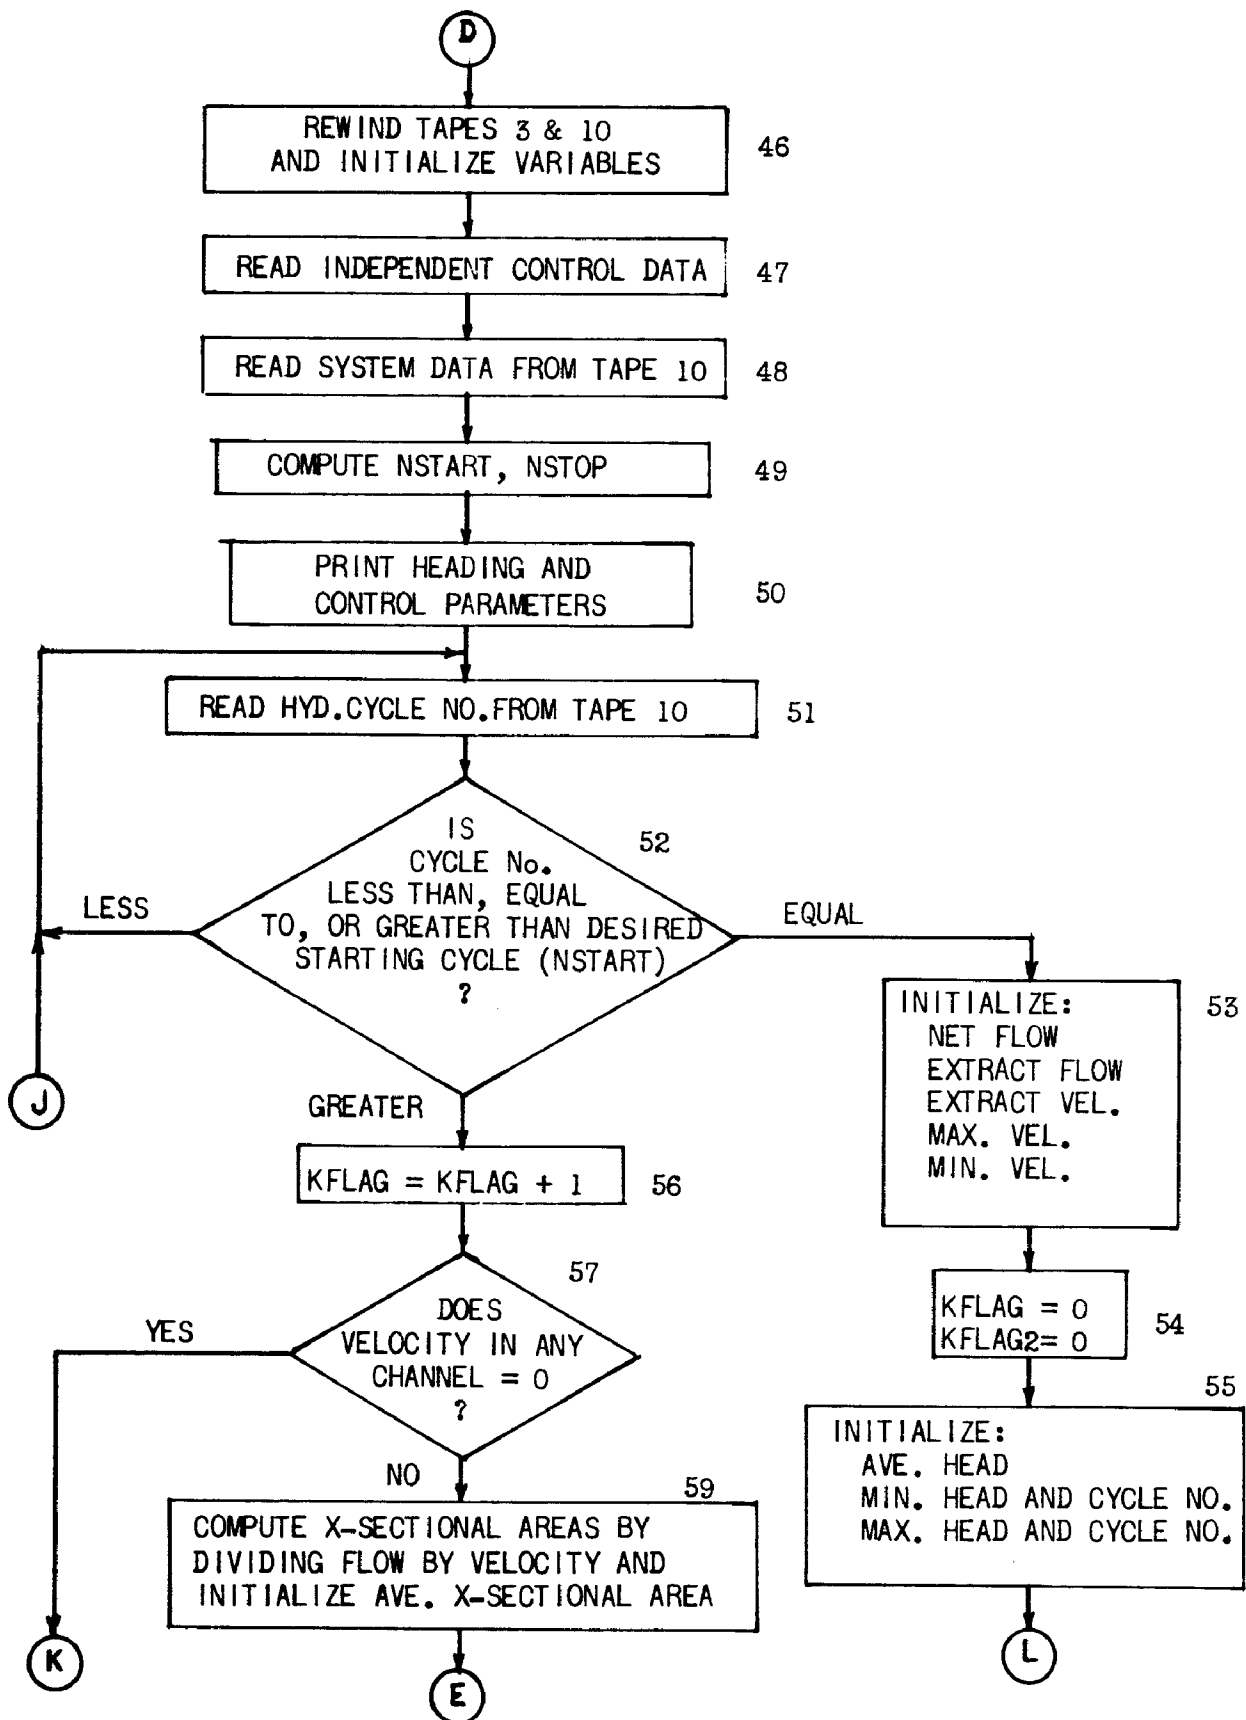 D
REWIND TAPES 3 & 10
AND INITIALIZE VARIABLES
46
READ INDEPENDENT CONTROL DATA
47
READ SYSTEM DATA FROM TAPE 10
48
COMPUTE NSTART, NSTOP
49
PRINT HEADING AND
CONTROL PARAMETERS
50
READ HYD.CYCLE NO.FROM TAPE 10
51
IS
CYCLE No.
LESS THAN, EQUAL
TO, OR GREATER THAN DESIRED
STARTING CYCLE (NSTART)
?
52
LESS
EQUAL
J
GREATER
INITIALIZE:
NET FLOW
EXTRACT FLOW
EXTRACT VEL.
MAX. VEL.
MIN. VEL.
53
KFLAG = KFLAG + 1
56
KFLAG = 0
KFLAG2= 0
54
DOES
VELOCITY IN ANY
CHANNEL = 0
?
57
YES
NO
INITIALIZE:
AVE. HEAD
MIN. HEAD AND CYCLE NO.
MAX. HEAD AND CYCLE NO.
55
COMPUTE X-SECTIONAL AREAS BY
DIVIDING FLOW BY VELOCITY AND
INITIALIZE AVE. X-SECTIONAL AREA
59
K
E
L